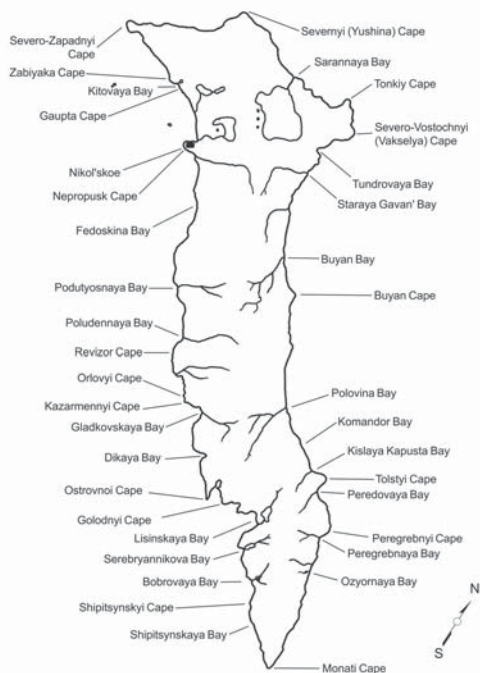 Severo-Zapadnyi
Cape
Zabiyaka Cape
Kitovaya Bay
Gaupta Cape
Nikol'skoe
Nepropusk Cape
Fedoskina Bay
Podutyosnaya Bay
Poludennaya Bay
Revizor Cape
Orlovyi Cape
Kazarmennyi Cape
Gladkovskaya Bay
Dikaya Bay
Ostrovnoi Cape
Golodnyi Cape
Lisinskaya Bay
Serebryannikova Bay
Bobrovaya Bay
Shipitsynskyi Cape
Shipitsynskaya Bay
Severnyi (Yushina) Cape
Sarannaya Bay
Tonkiy Cape
Severo-Vostochnyi
(Vakselya) Cape
Tundrovaya Bay
Staraya Gavan' Bay
Buyan Bay
Buyan Cape
Polovina Bay
Komandor Bay
Kislaya Kapusta Bay
Tolstyi Cape
Peredovaya Bay
Peregrebnyi Cape
Peregrebnaya Bay
Ozyornaya Bay
Monati Cape
N
S